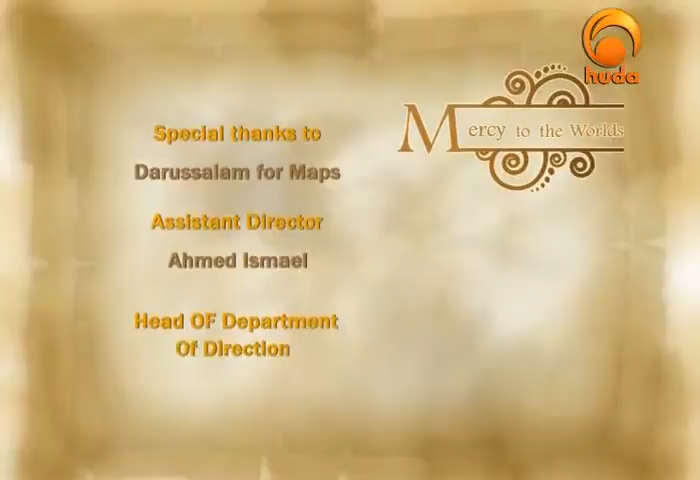 huda
Mercy to the Worlds
Special thanks to
Darussalam for Maps
Assistant Director
Ahmed Ismael
Head OF Department
Of Direction